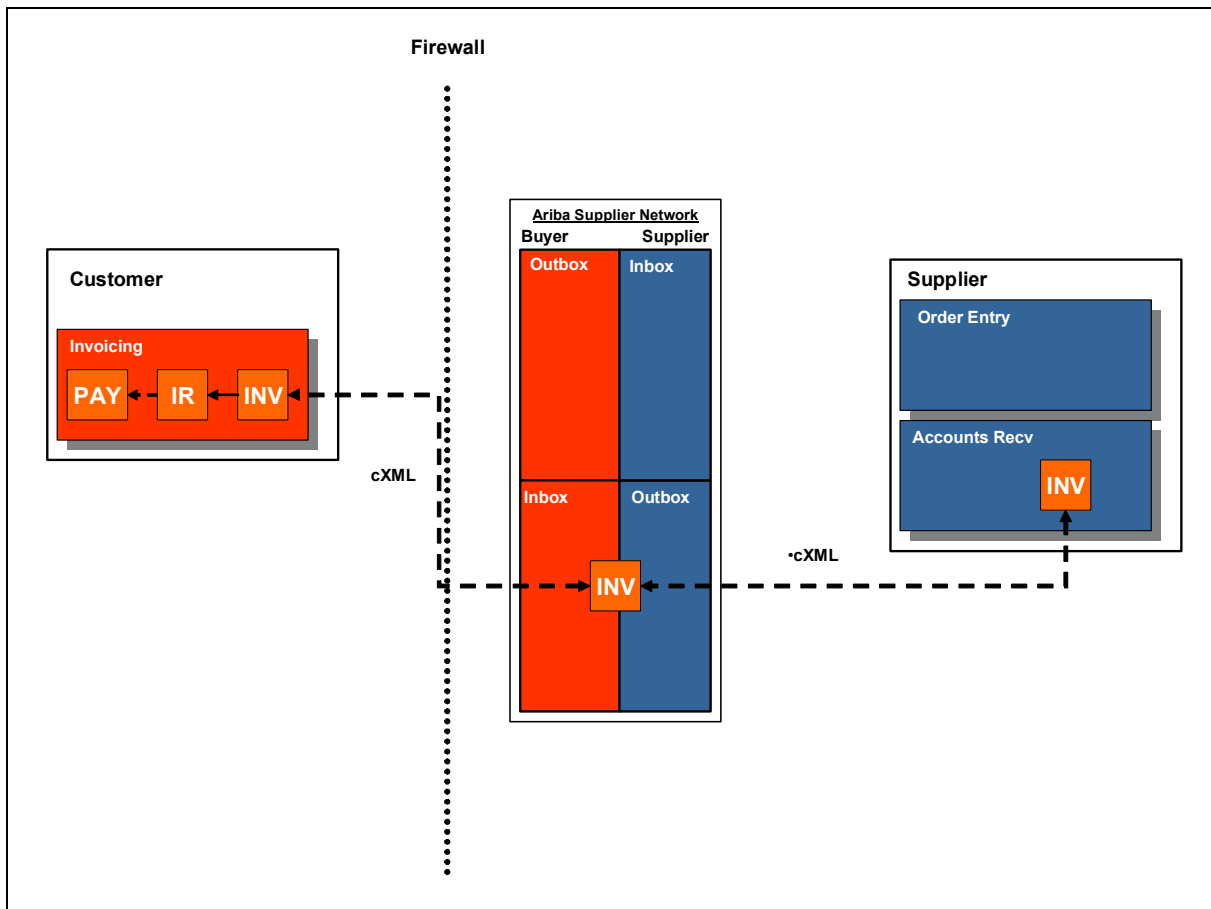 Firewall
Ariba Supplier Network
Buyer Supplier
Outbox Inbox
Customer
Supplier
Order Entry
Invoicing
PAY IR INV
Accounts Recv
cXML
INV
Inbox Outbox
•cXML
INV